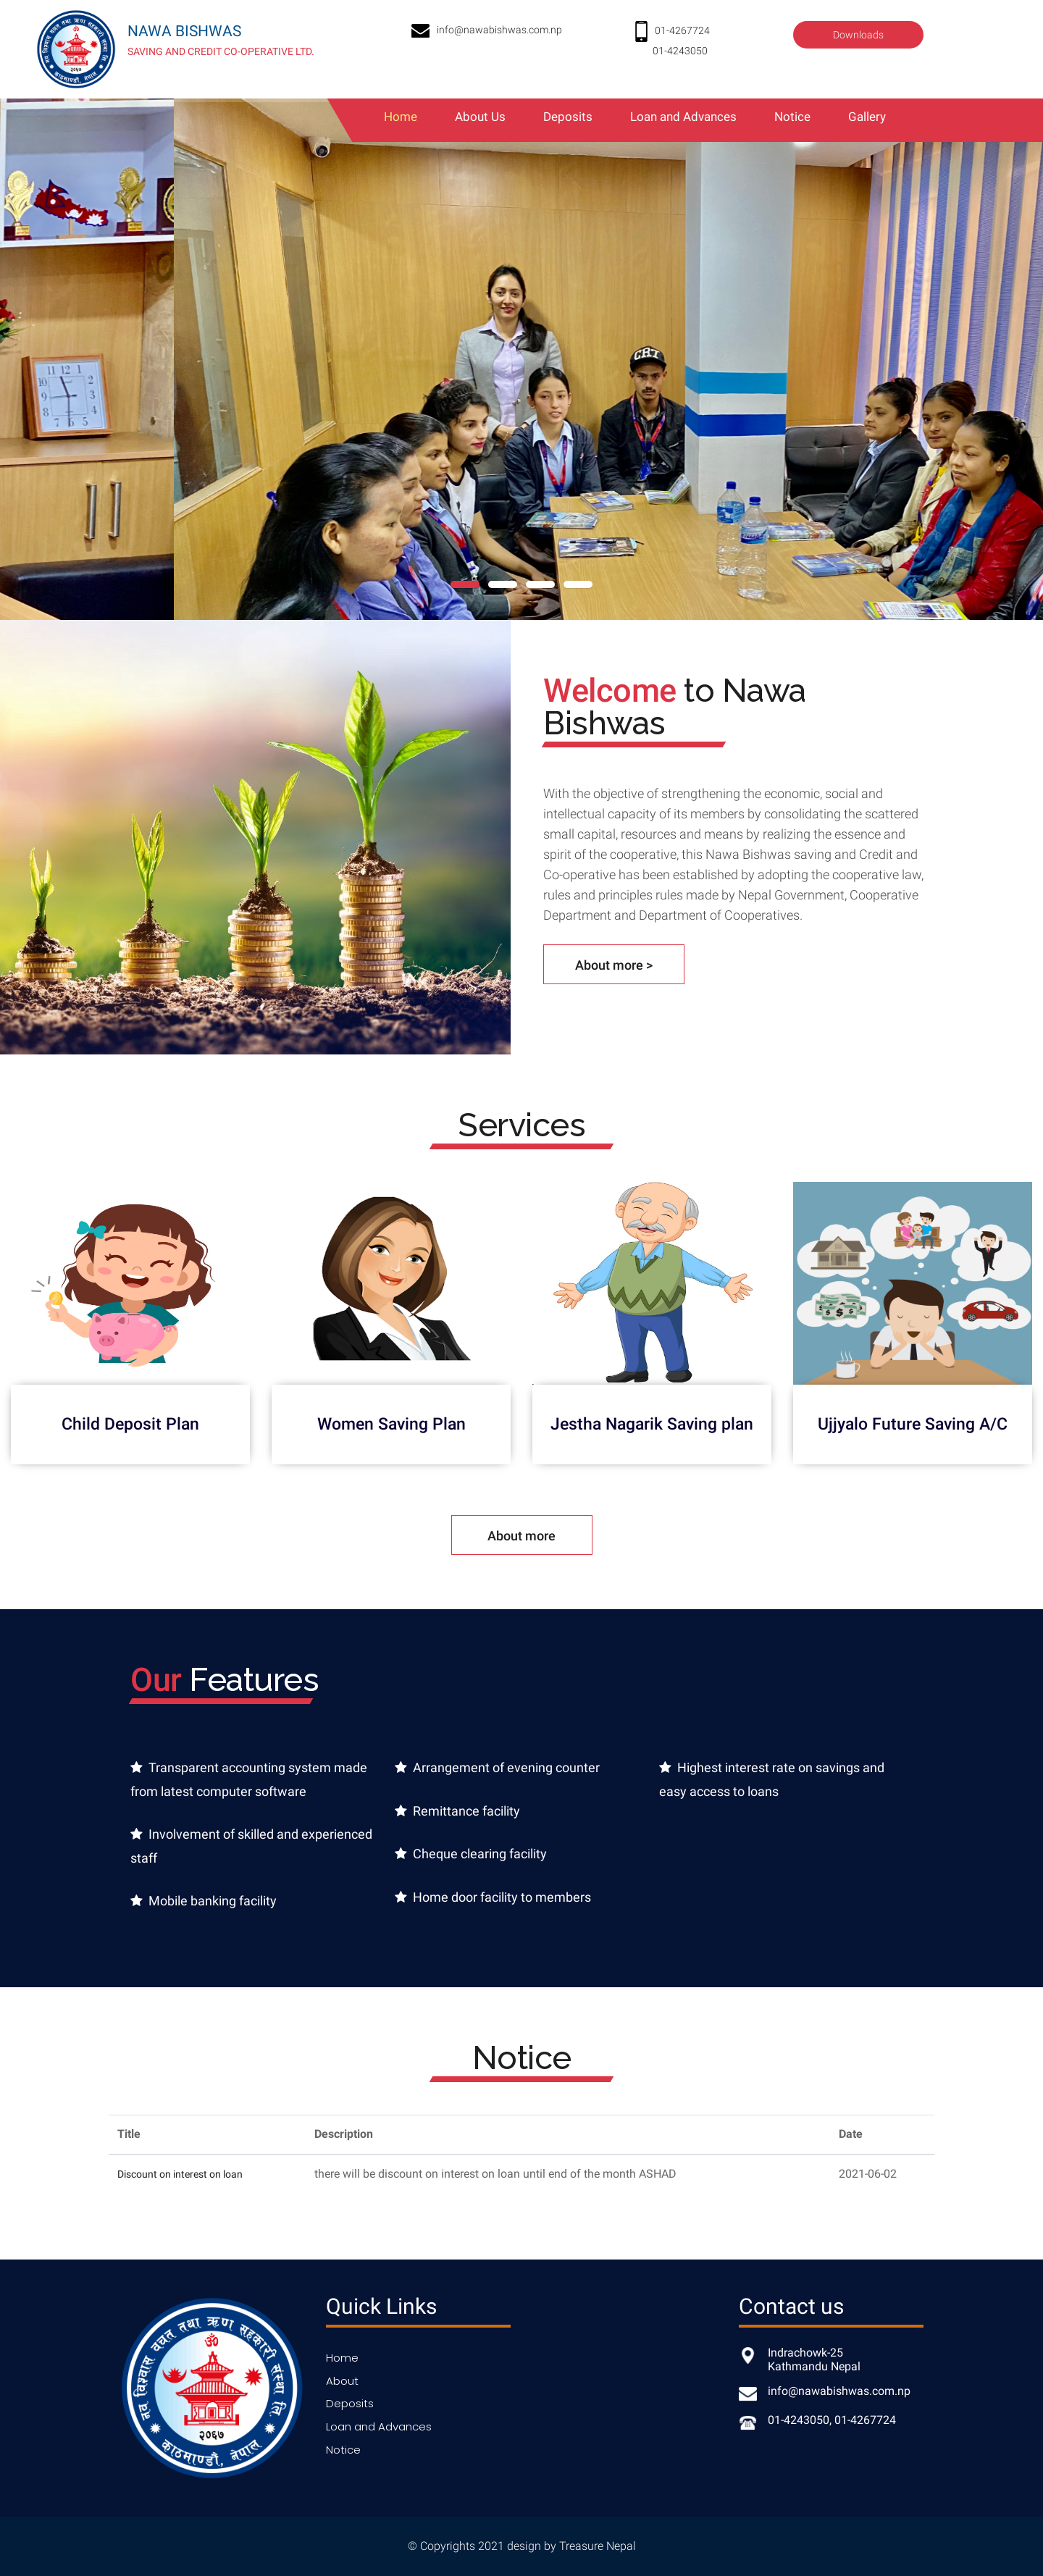 NAWA BISHWAS
SAVING AND CREDIT CO-OPERATIVE LTD.
info@nawabishwas.com.np
01-4267724
01-4243050
Downloads
Home About Us Deposits Loan and Advances Notice Gallery
CRT
Welcome to Nawa
Bishwas
With the objective of strengthening the economic, social and
intellectual capacity of its members by consolidating the scattered
small capital, resources and means by realizing the essence and
spirit of the cooperative, this Nawa Bishwas saving and Credit and
Co-operative has been established by adopting the cooperative law,
rules and principles rules made by Nepal Government, Cooperative
Department and Department of Cooperatives.
About more >
Services
Child Deposit Plan
Women Saving Plan
Jestha Nagarik Saving plan
Ujjyalo Future Saving A/C
About more
Our Features
Transparent accounting system made
from latest computer software
Involvement of skilled and experienced
staff
Mobile banking facility
Arrangement of evening counter
Remittance facility
Cheque clearing facility
Home door facility to members
Highest interest rate on savings and
easy access to loans
Notice
Title Description Date
Discount on interest on loan there will be discount on interest on loan until end of the month ASHAD 2021-06-02
नव विश्वास बचत तथा ऋण सहकारी संस्था लि.
२०६७
काठमाण्डौं, नेपाल
Quick Links
Home
About
Deposits
Loan and Advances
Notice
Contact us
Indrachowk-25
Kathmandu Nepal
info@nawabishwas.com.np
01-4243050, 01-4267724
© Copyrights 2021 design by Treasure Nepal